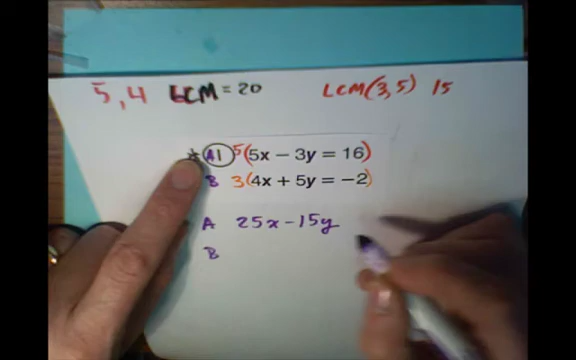 5, 4 LCM = 20 LCM(3,5) 15
A1 5(5x − 3y = 16)
B 3(4x + 5y = −2)
A 25x − 15y
B